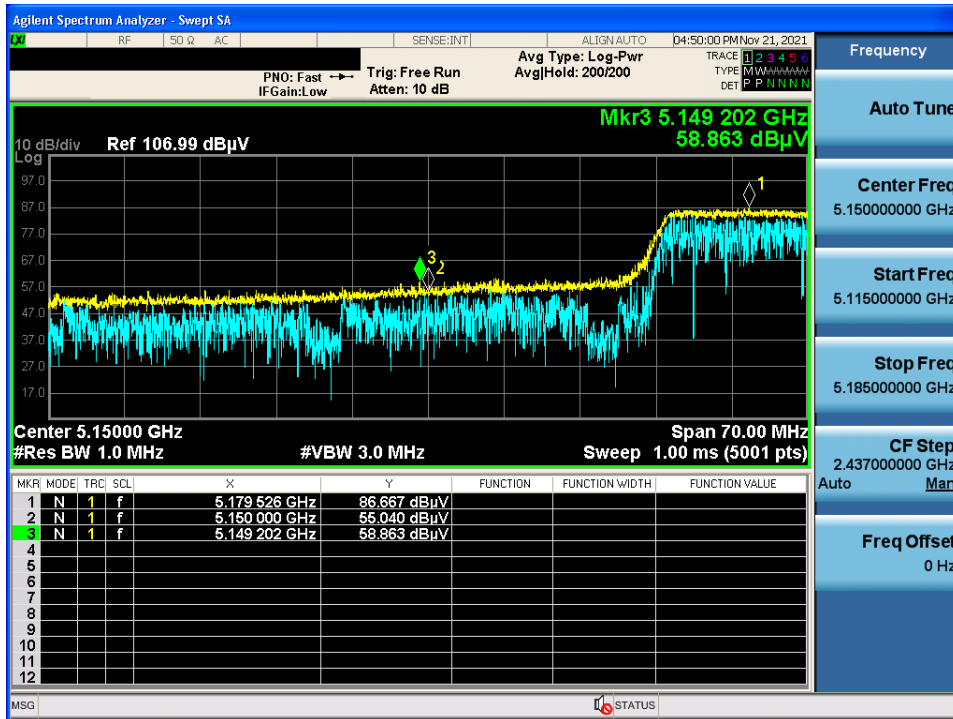 Agilent Spectrum Analyzer - Swept SA
LXI RF 50 Ω AC SENSE:INT ALIGN AUTO 04:50:00 PM Nov 21, 2021
Frequency
PNO: Fast Trig: Free Run Avg Type: Log-Pwr TRACE 1 2 3 4 5 6
IFGain:Low Atten: 10 dB Avg|Hold: 200/200 TYPE M W
DET P P N N N N
Auto Tune
Mkr3 5.149 202 GHz
10 dB/div Ref 106.99 dBµV 58.863 dBµV
Log
97.0
1
87.0
77.0
67.0
3
2
57.0
47.0
37.0
27.0
17.0
Center 5.15000 GHz Span 70.00 MHz
#Res BW 1.0 MHz #VBW 3.0 MHz Sweep 1.00 ms (5001 pts)
MKR MODE TRC SCL X Y FUNCTION FUNCTION WIDTH FUNCTION VALUE
1 N 1 f 5.179 526 GHz 86.667 dBµV
2 N 1 f 5.150 000 GHz 55.040 dBµV
3 N 1 f 5.149 202 GHz 58.863 dBµV
4
5
6
7
8
9
10
11
12
Center Freq
5.150000000 GHz
Start Freq
5.115000000 GHz
Stop Freq
5.185000000 GHz
CF Step
2.437000000 GHz
Auto Man
Freq Offset
0 Hz
MSG STATUS